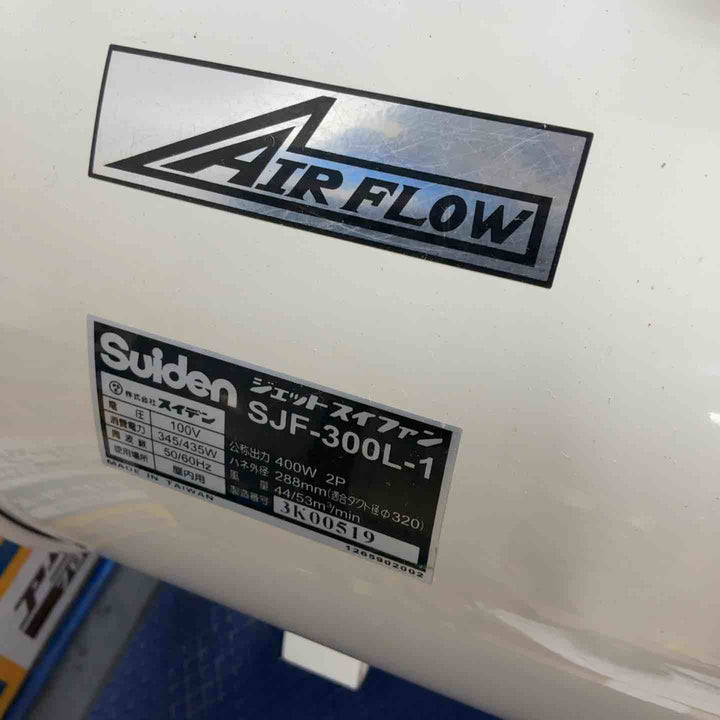 AIR FLOW
Suiden ジェットスイファン
株式会社スイデン SJF-300L-1
電圧 100V
消費電力 345/435W
周波数 50/60Hz
使用場所 屋内用
MADE IN TAIWAN
公称出力 400W 2P
ハネ外径 288mm(適合ダクト径Φ320)
風量 44/53m³/min
製造番号 3K00519
1265902002